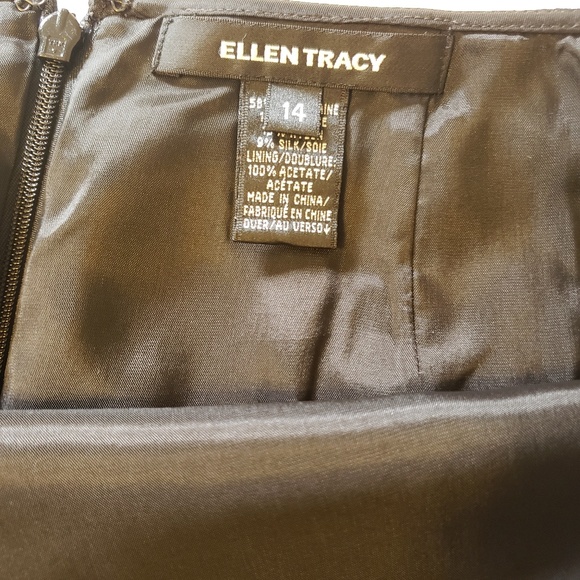 ELLEN TRACY
14
9% SILK/SOIE
LINING/DOUBLURE:
100% ACETATE/
ACÉTATE
MADE IN CHINA/
FABRIQUÉ EN CHINE
OVER/AU VERSO↓